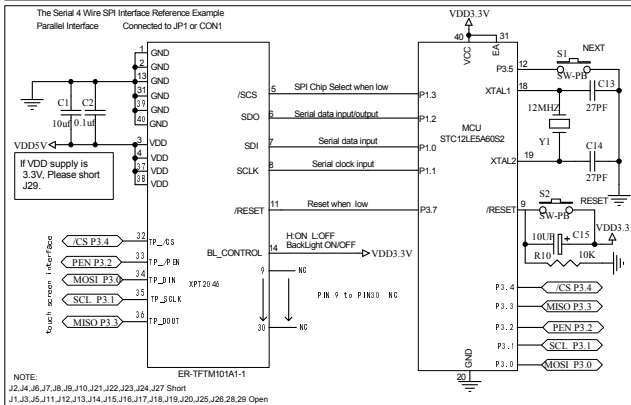 The Serial 4 Wire SPI Interface Reference Example
Parallel Interface Connected to JP1 or CON1
VDD3.3V
40 31
VCC
EA
1 GND
2 GND
13 GND
31 GND
39 GND
40 GND
C1 C2
10uf 0.1uf
VDD5V
3 VDD
4 VDD
37 VDD
38 VDD
If VDD supply is
3.3V, Please short
J29.
/SCS 5 SPI Chip Select when low P1.3
SDO 6 Serial data input/output P1.2
SDI 7 Serial data input P1.0
SCLK 8 Serial clock input P1.1
/RESET 11 Reset when low P3.7
H:ON L:OFF
BL_CONTROL 14 BackLight ON/OFF VDD3.3V
9 NC
PIN 9 to PIN30 NC
30 NC
MCU
STC12LE5A60S2
P3.5 12 S1 NEXT
SW-PB
XTAL1 18 C13
27PF
12MHZ
Y1
XTAL2 19 C14
27PF
S2
/RESET 9 RESET
SW-PB
VDD3.3
10UF C15
R10 10K
touch screen interface
/CS P3.4 32 TP_/CS
PEN P3.2 33 TP_/PEN
MOSI P3.0 34 TP_DIN
XPT2046
SCL P3.1 35 TP_SCLK
MISO P3.3 36 TP_DOUT
P3.4 /CS P3.4
P3.3 MISO P3.3
P3.2 PEN P3.2
P3.1 SCL P3.1
P3.0 MOSI P3.0
GND
20
ER-TFTM101A1-1
NOTE:
J2,J4,J6,J7,J8,J9,J10,J21,J22,J23,J24,J27 Short
J1,J3,J5,J11,J12,J13,J14,J15,J16,J17,J18,J19,J20,J25,J26,28,29 Open